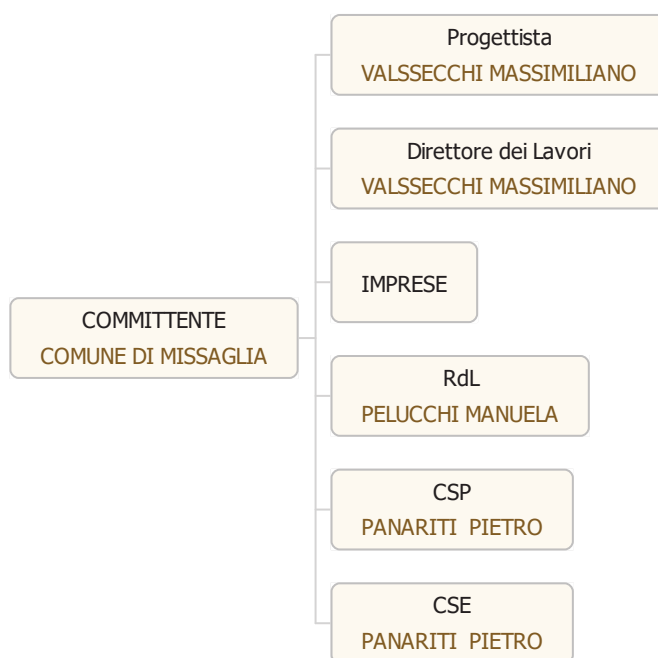 Progettista
VALSSECCHI MASSIMILIANO
Direttore dei Lavori
VALSSECCHI MASSIMILIANO
IMPRESE
COMMITTENTE
COMUNE DI MISSAGLIA
RdL
PELUCCHI MANUELA
CSP
PANARITI PIETRO
CSE
PANARITI PIETRO